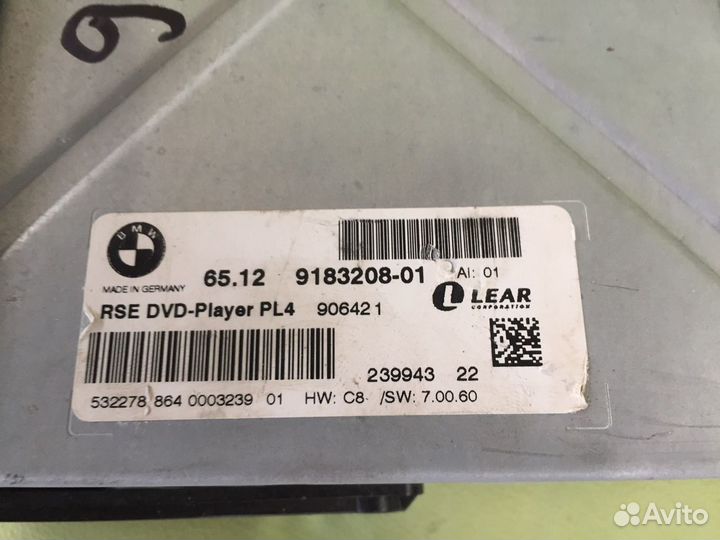 6
BMW
MADE IN GERMANY
65.12 9183208-01 AI: 01
RSE DVD-Player PL4 906421
LEAR
CORPORATION
239943 22
532278 864 0003239 01 HW: C8 /SW: 7.00.60
Avito